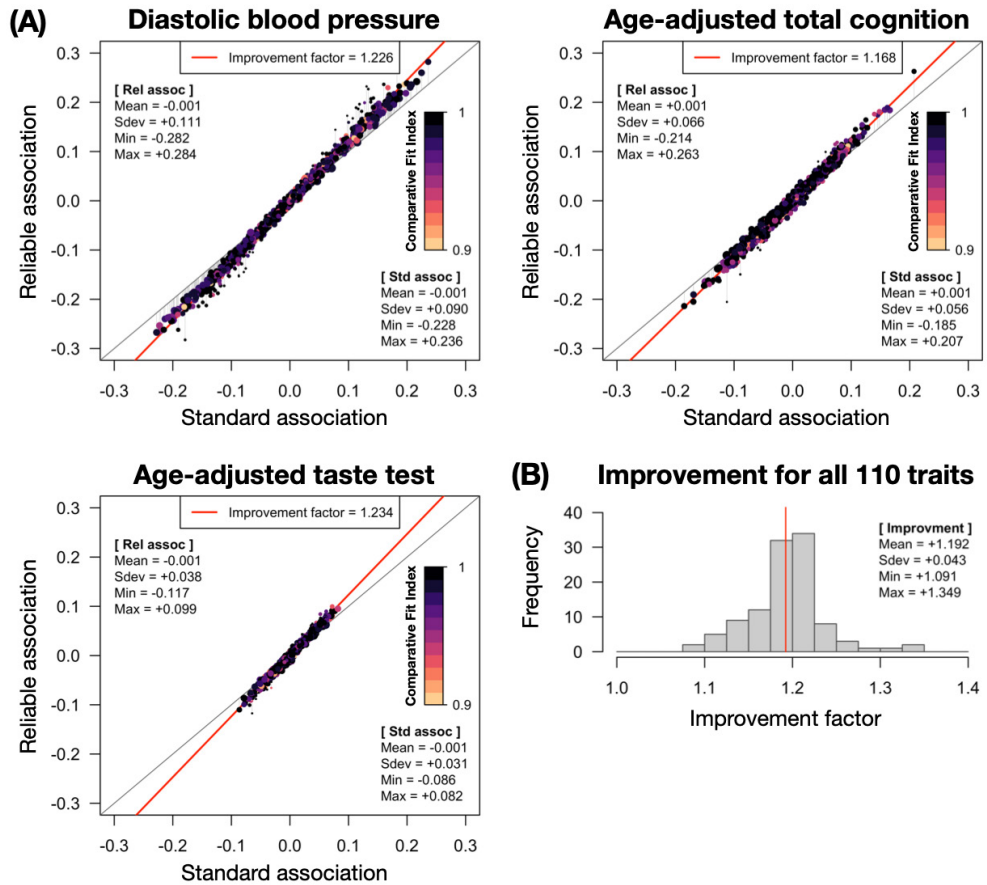 (A)
Diastolic blood pressure
Improvement factor = 1.226
[ Rel assoc ]
Mean = -0.001
Sdev = +0.111
Min = -0.282
Max = +0.284
Comparative Fit Index
1
0.9
[ Std assoc ]
Mean = -0.001
Sdev = +0.090
Min = -0.228
Max = +0.236
Reliable association
0.3
0.2
0.1
0.0
-0.1
-0.2
-0.3
-0.3 -0.2 -0.1 0.0 0.1 0.2 0.3
Standard association
Age-adjusted total cognition
Improvement factor = 1.168
[ Rel assoc ]
Mean = +0.001
Sdev = +0.066
Min = -0.214
Max = +0.263
Comparative Fit Index
1
0.9
[ Std assoc ]
Mean = +0.001
Sdev = +0.056
Min = -0.185
Max = +0.207
Reliable association
0.3
0.2
0.1
0.0
-0.1
-0.2
-0.3
-0.3 -0.2 -0.1 0.0 0.1 0.2 0.3
Standard association
Age-adjusted taste test
Improvement factor = 1.234
[ Rel assoc ]
Mean = -0.001
Sdev = +0.038
Min = -0.117
Max = +0.099
Comparative Fit Index
1
0.9
[ Std assoc ]
Mean = -0.001
Sdev = +0.031
Min = -0.086
Max = +0.082
Reliable association
0.3
0.2
0.1
0.0
-0.1
-0.2
-0.3
-0.3 -0.2 -0.1 0.0 0.1 0.2 0.3
Standard association
(B)
Improvement for all 110 traits
[ Improvment ]
Mean = +1.192
Sdev = +0.043
Min = +1.091
Max = +1.349
Frequency
40
30
20
10
0
1.0 1.1 1.2 1.3 1.4
Improvement factor